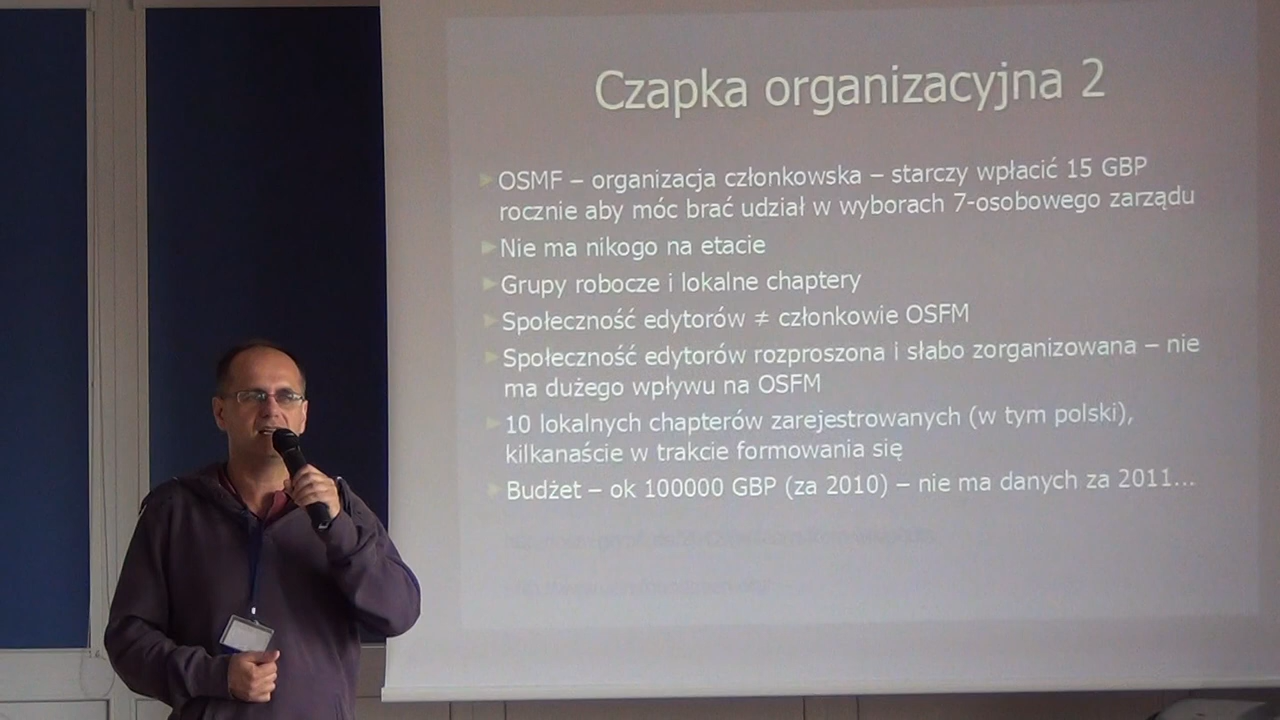 Czapka organizacyjna 2
OSMF – organizacja członkowska – starczy wpłacić 15 GBP
rocznie aby móc brać udział w wyborach 7-osobowego zarządu
Nie ma nikogo na etacie
Grupy robocze i lokalne chaptery
Społeczność edytorów ≠ członkowie OSFM
Społeczność edytorów rozproszona i słabo zorganizowana – nie
ma dużego wpływu na OSFM
10 lokalnych chapterów zarejestrowanych (w tym polski),
kilkanaście w trakcie formowania się
Budżet – ok 100000 GBP (za 2010) – nie ma danych za 2011...